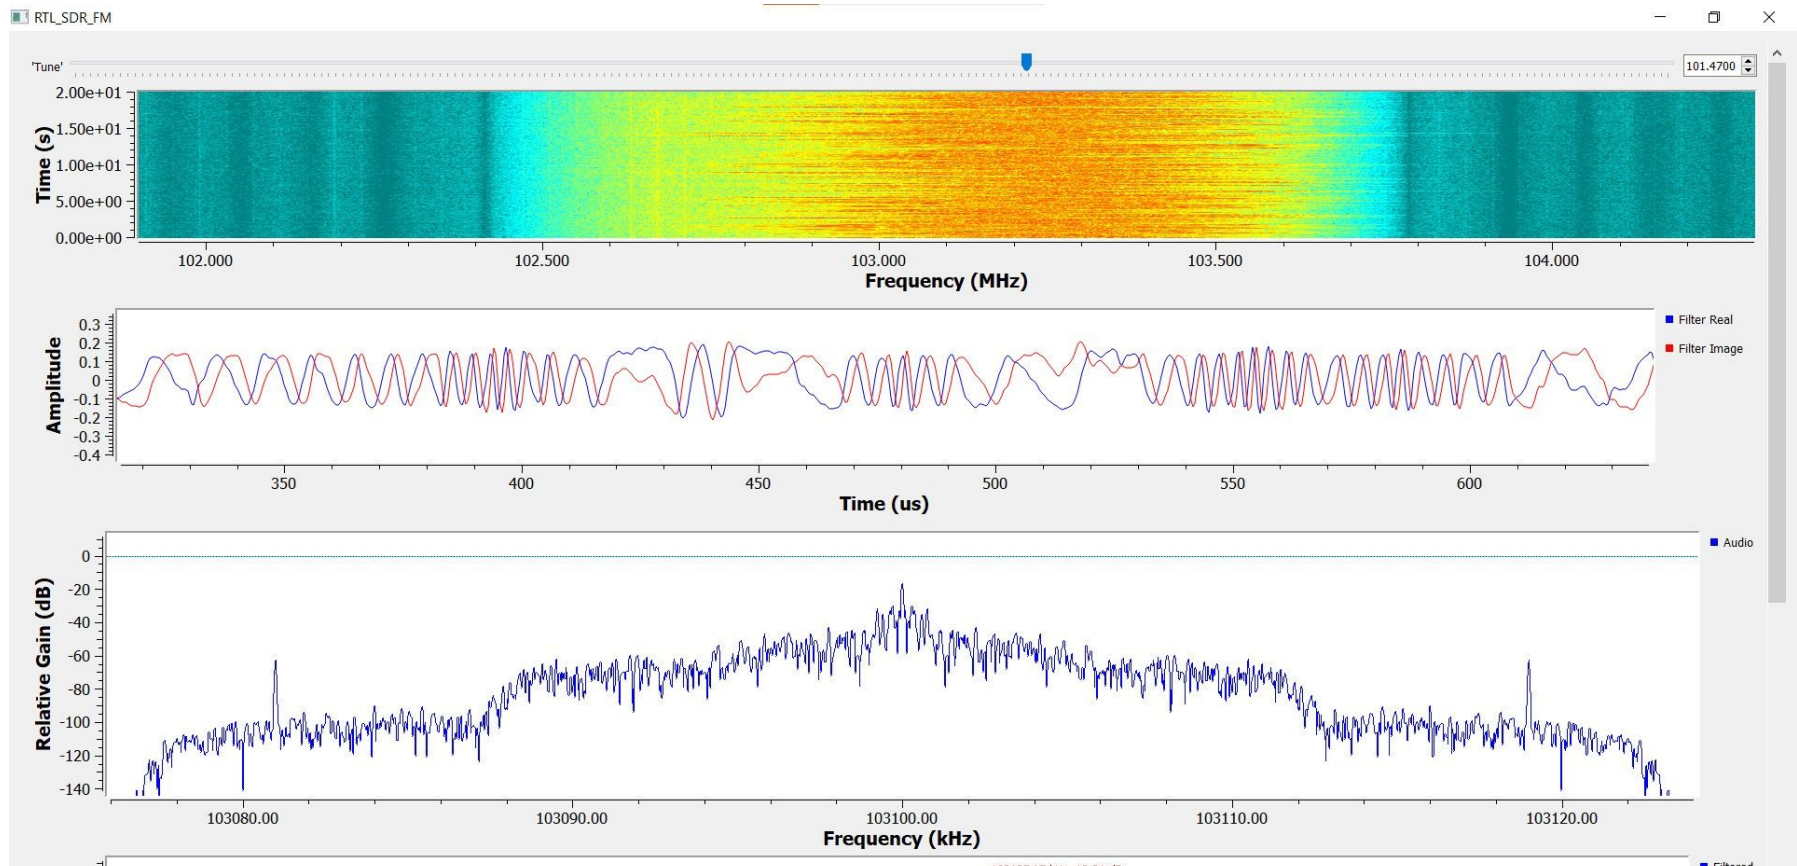 RTL_SDR_FM
'Tune'
101.4700
2.00e+01
1.50e+01
1.00e+01
5.00e+00
0.00e+00
Time (s)
102.000 102.500 103.000 103.500 104.000
Frequency (MHz)
0.3
0.2
0.1
0
-0.1
-0.2
-0.3
-0.4
Amplitude
Filter Real
Filter Image
350 400 450 500 550 600
Time (us)
0
-20
-40
-60
-80
-100
-120
-140
Relative Gain (dB)
Audio
103080.00 103090.00 103100.00 103110.00 103120.00
Frequency (kHz)
Filtered